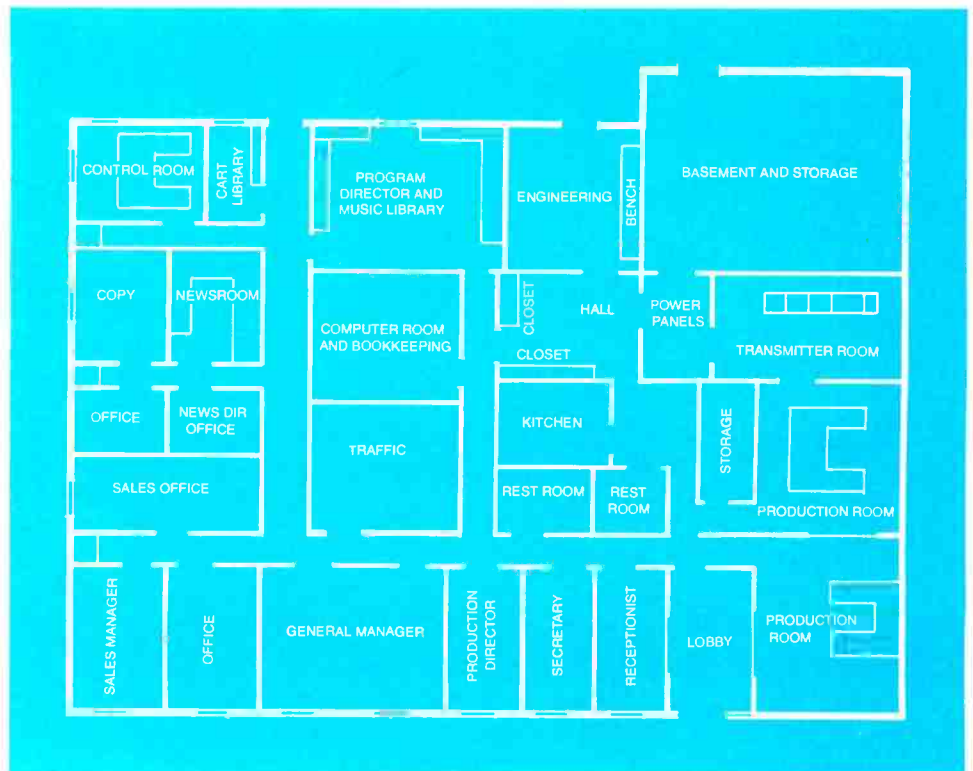 CONTROL ROOM
CART
LIBRARY
PROGRAM
DIRECTOR AND
MUSIC LIBRARY
ENGINEERING
BENCH
BASEMENT AND STORAGE
COPY
NEWSROOM
COMPUTER ROOM
AND BOOKKEEPING
CLOSET
HALL
POWER
PANELS
CLOSET
TRANSMITTER ROOM
OFFICE
NEWS DIR
OFFICE
TRAFFIC
KITCHEN
STORAGE
SALES OFFICE
REST ROOM
REST
ROOM
PRODUCTION ROOM
SALES MANAGER
OFFICE
GENERAL MANAGER
PRODUCTION
DIRECTOR
SECRETARY
RECEPTIONIST
LOBBY
PRODUCTION
ROOM